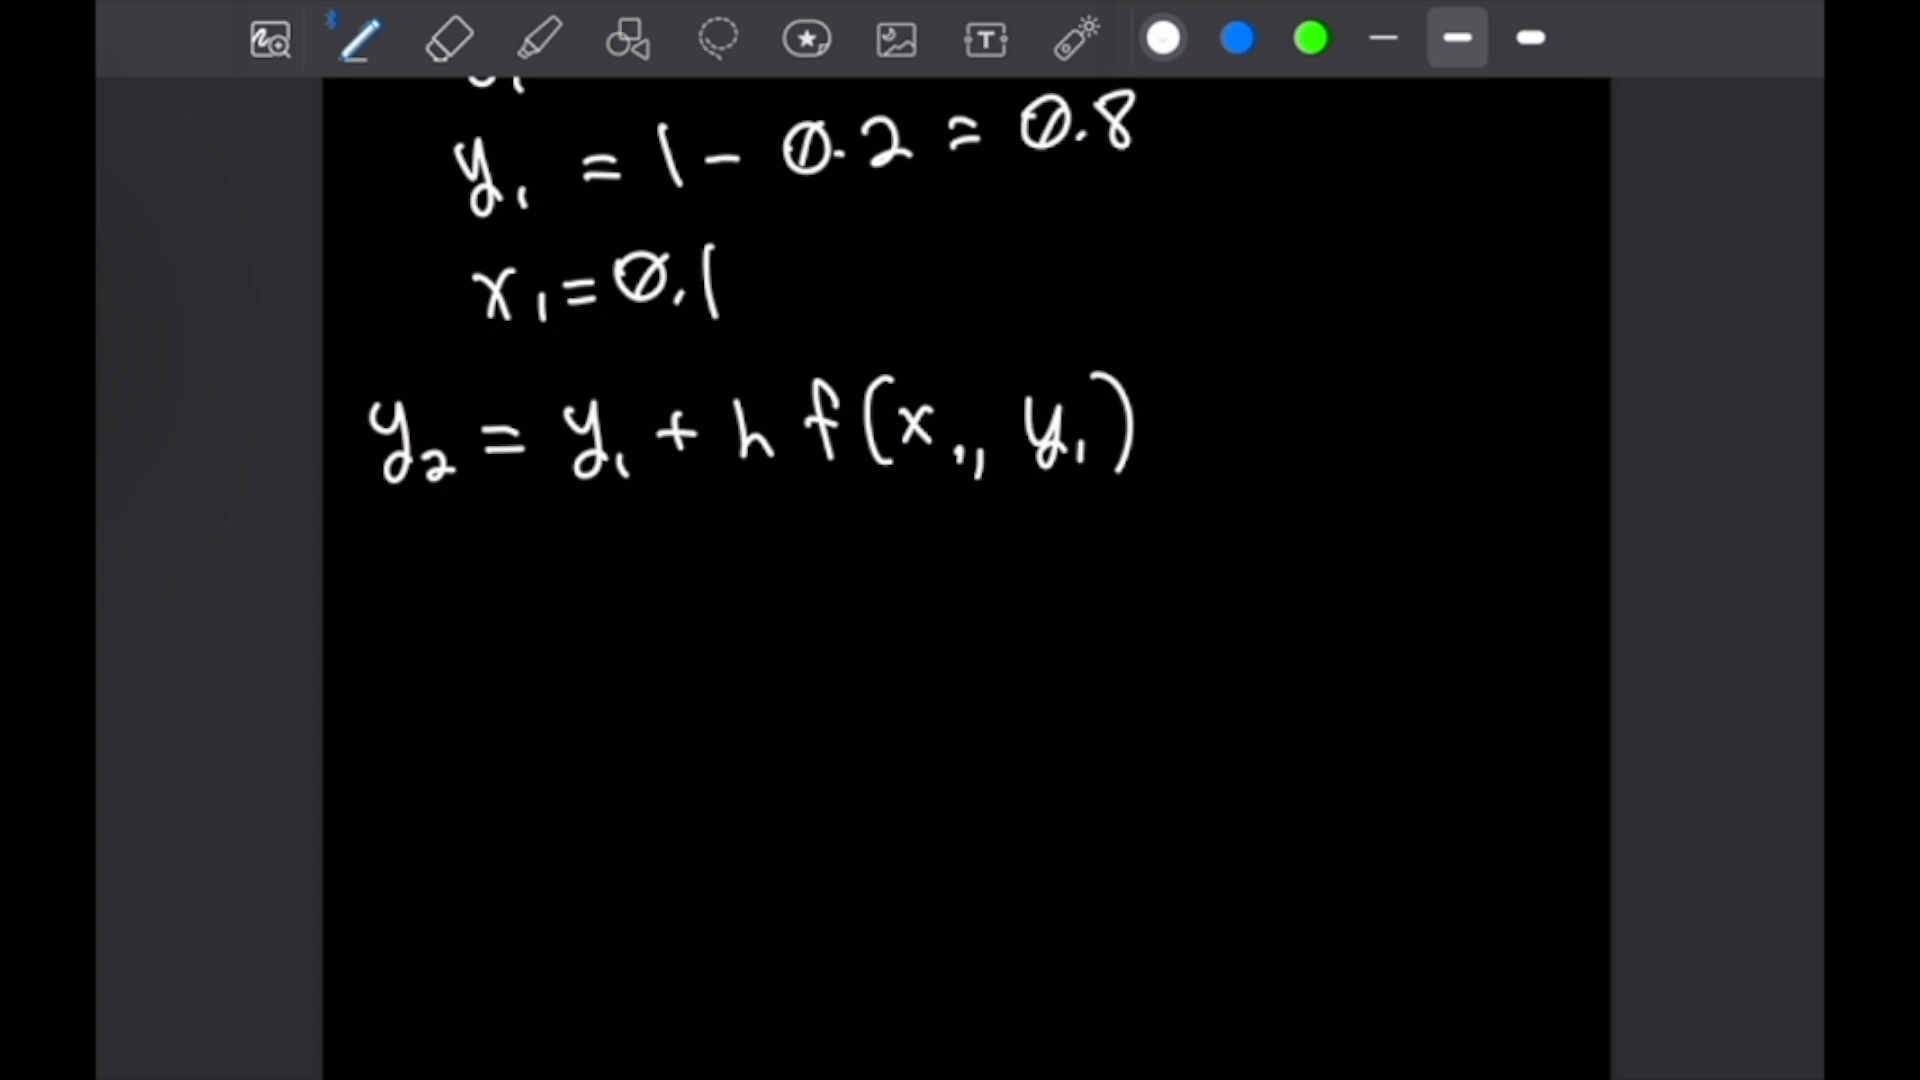 y₁ = 1 - 0.2 = 0.8
x₁ = 0.1
y₂ = y₁ + h f(x₁, y₁)